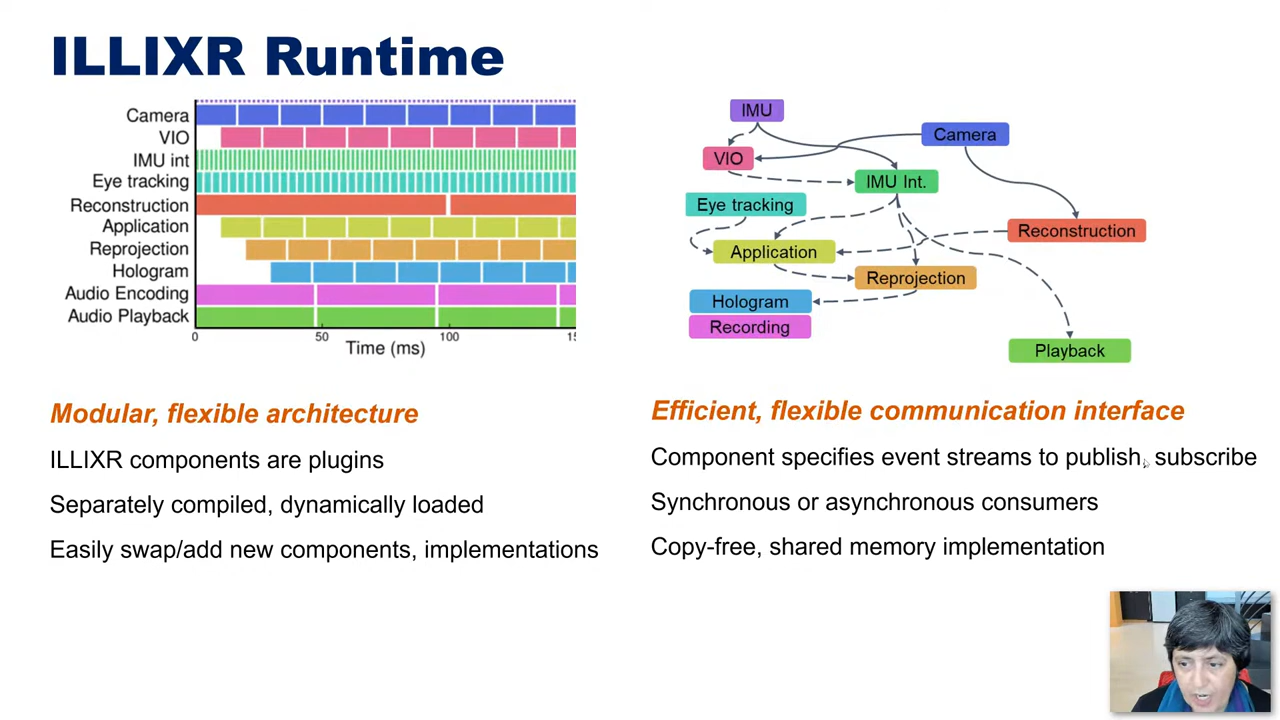 ILLIXR Runtime
Camera
VIO
IMU int
Eye tracking
Reconstruction
Application
Reprojection
Hologram
Audio Encoding
Audio Playback
0 50 100
Time (ms)
IMU
Camera
VIO
IMU Int.
Eye tracking
Reconstruction
Application
Reprojection
Hologram
Recording
Playback
Modular, flexible architecture
ILLIXR components are plugins
Separately compiled, dynamically loaded
Easily swap/add new components, implementations
Efficient, flexible communication interface
Component specifies event streams to publish, subscribe
Synchronous or asynchronous consumers
Copy-free, shared memory implementation